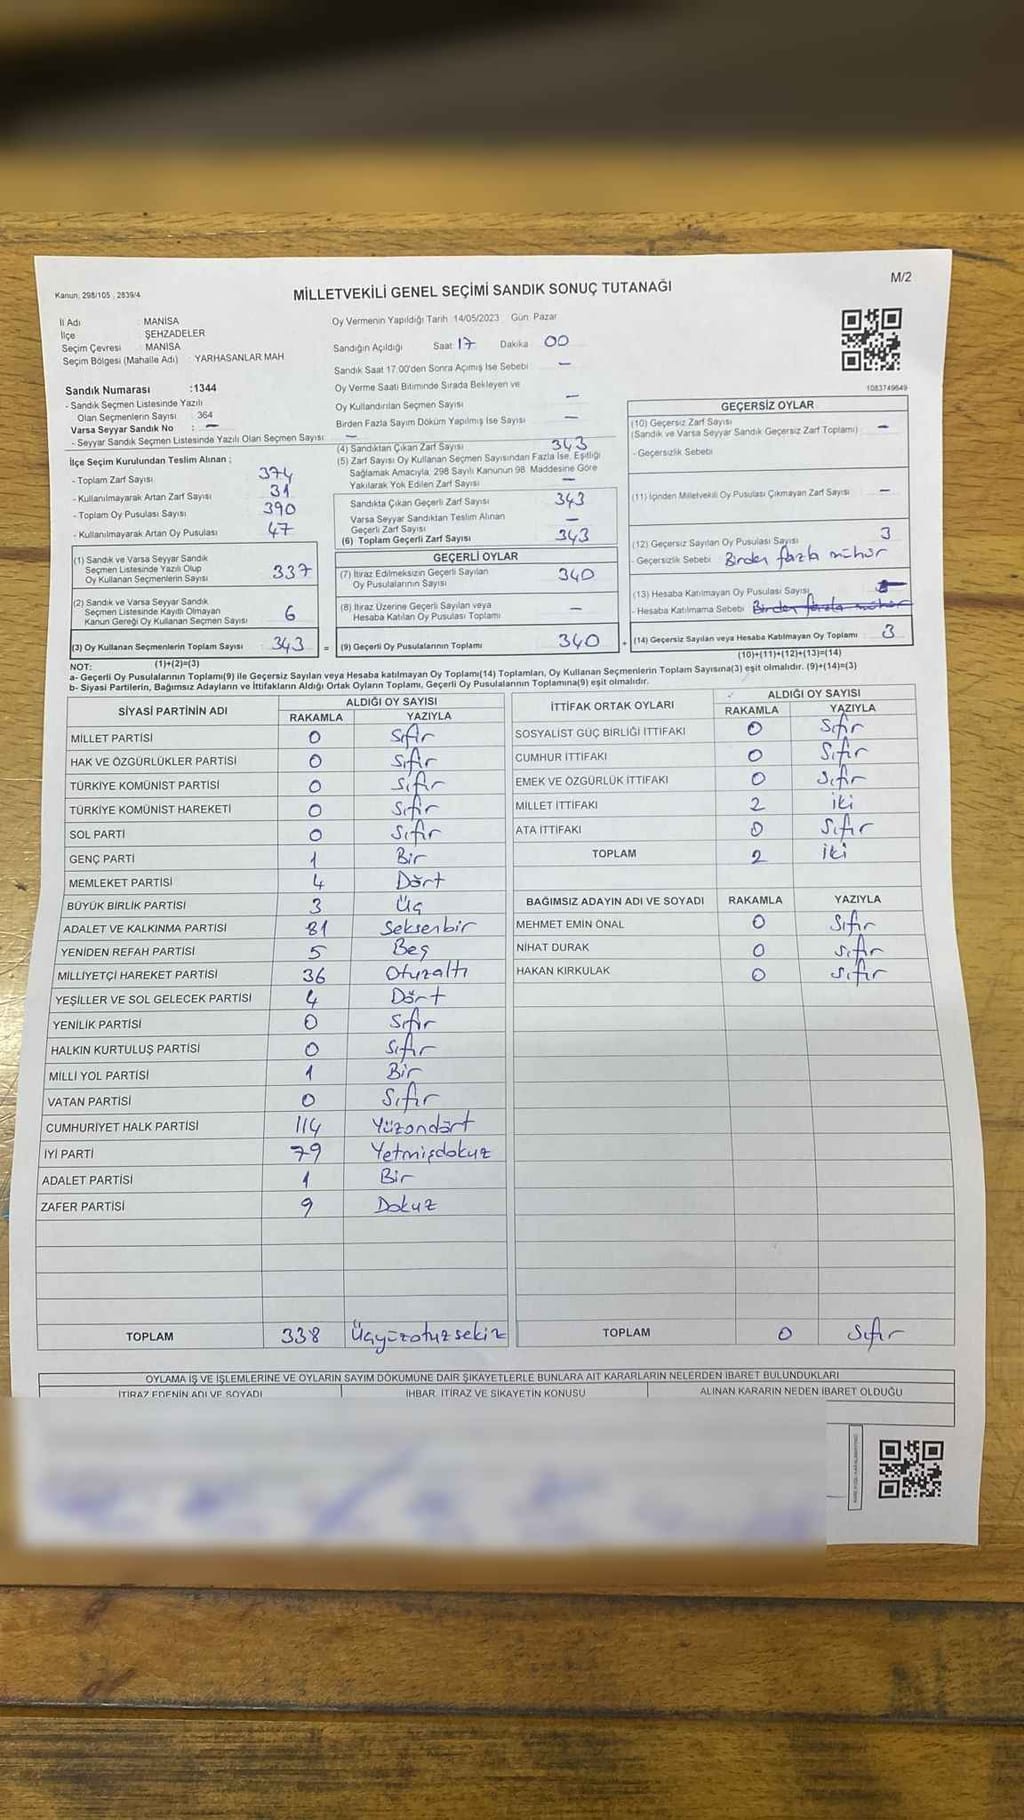 M/2
Kanun: 298/105 , 2839/4
MİLLETVEKİLİ GENEL SEÇİMİ SANDIK SONUÇ TUTANAĞI
İl Adı MANİSA
İlçe ŞEHZADELER
Seçim Çevresi MANİSA
Seçim Bölgesi (Mahalle Adı) YARHASANLAR MAH
Sandık Numarası :1344
- Sandık Seçmen Listesinde Yazılı
Olan Seçmenlerin Sayısı : 364
Varsa Seyyar Sandık No : -
- Seyyar Sandık Seçmen Listesinde Yazılı Olan Seçmen Sayısı : -
İlçe Seçim Kurulundan Teslim Alınan ;
- Toplam Zarf Sayısı 374
- Kullanılmayarak Artan Zarf Sayısı 31
- Toplam Oy Pusulası Sayısı 390
- Kullanılmayarak Artan Oy Pusulası 47
(1) Sandık ve Varsa Seyyar Sandık
Seçmen Listesinde Yazılı Olup
Oy Kullanan Seçmenlerin Sayısı 337
(2) Sandık ve Varsa Seyyar Sandık
Seçmen Listesinde Kayıtlı Olmayan
Kanun Gereği Oy Kullanan Seçmen Sayısı 6
(3) Oy Kullanan Seçmenlerin Toplam Sayısı 343 =
(1)+(2)=(3)
Oy Vermenin Yapıldığı Tarih 14/05/2023 Gün: Pazar
Sandığın Açıldığı Saat 17 Dakika 00
Sandık Saat 17.00'den Sonra Açımış İse Sebebi -
Oy Verme Saati Bitiminde Sırada Bekleyen ve
Oy Kullandırılan Seçmen Sayısı -
Birden Fazla Sayım Döküm Yapılmış İse Sayısı -
(4) Sandıktan Çıkan Zarf Sayısı 343
(5) Zarf Sayısı Oy Kullanan Seçmen Sayısından Fazla İse, Eşitliği
Sağlamak Amacıyla, 298 Sayılı Kanunun 98. Maddesine Göre
Yakılarak Yok Edilen Zarf Sayısı -
Sandıkta Çıkan Geçerli Zarf Sayısı 343
Varsa Seyyar Sandıktan Teslim Alınan
Geçerli Zarf Sayısı -
(6) Toplam Geçerli Zarf Sayısı 343
GEÇERLİ OYLAR
(7) İtiraz Edilmeksizin Geçerli Sayılan
Oy Pusulalarının Sayısı 340
(8) İtiraz Üzerine Geçerli Sayılan veya
Hesaba Katılan Oy Pusulası Toplamı -
(9) Geçerli Oy Pusulalarının Toplamı 340 +
1083749649
GEÇERSİZ OYLAR
(10) Geçersiz Zarf Sayısı
(Sandık ve Varsa Seyyar Sandık Geçersiz Zarf Toplamı) -
- Geçersizlik Sebebi
(11) İçinden Milletvekili Oy Pusulası Çıkmayan Zarf Sayısı -
(12) Geçersiz Sayılan Oy Pusulası Sayısı 3
- Geçersizlik Sebebi Birden fazla mühür
(13) Hesaba Katılmayan Oy Pusulası Sayısı
- Hesaba Katılmama Sebebi Birden fazla mühür
(14) Geçersiz Sayılan veya Hesaba Katılmayan Oy Toplamı 3
(10)+(11)+(12)+(13)=(14)
NOT:
a- Geçerli Oy Pusulalarının Toplamı(9) ile Geçersiz Sayılan veya Hesaba katılmayan Oy Toplamı(14) Toplamları, Oy Kullanan Seçmenlerin Toplam Sayısına(3) eşit olmalıdır. (9)+(14)=(3)
b- Siyasi Partilerin, Bağımsız Adayların ve İttifakların Aldığı Ortak Oyların Toplamı, Geçerli Oy Pusulalarının Toplamına(9) eşit olmalıdır.
SİYASİ PARTİNİN ADI ALDIĞI OY SAYISI
RAKAMLA YAZIYLA
MİLLET PARTİSİ 0 Sıfır
HAK VE ÖZGÜRLÜKLER PARTİSİ 0 Sıfır
TÜRKİYE KOMÜNİST PARTİSİ 0 Sıfır
TÜRKİYE KOMÜNİST HAREKETİ 0 Sıfır
SOL PARTİ 0 Sıfır
GENÇ PARTİ 1 Bir
MEMLEKET PARTİSİ 4 Dört
BÜYÜK BİRLİK PARTİSİ 3 Üç
ADALET VE KALKINMA PARTİSİ 81 Seksenbir
YENİDEN REFAH PARTİSİ 5 Beş
MİLLİYETÇİ HAREKET PARTİSİ 36 Otuzaltı
YEŞİLLER VE SOL GELECEK PARTİSİ 4 Dört
YENİLİK PARTİSİ 0 Sıfır
HALKIN KURTULUŞ PARTİSİ 0 Sıfır
MİLLİ YOL PARTİSİ 1 Bir
VATAN PARTİSİ 0 Sıfır
CUMHURİYET HALK PARTİSİ 114 Yüzondört
İYİ PARTİ 79 Yetmişdokuz
ADALET PARTİSİ 1 Bir
ZAFER PARTİSİ 9 Dokuz
TOPLAM 338 Üçyüzotuzsekiz
İTTİFAK ORTAK OYLARI ALDIĞI OY SAYISI
RAKAMLA YAZIYLA
SOSYALİST GÜÇ BİRLİĞİ İTTİFAKI 0 Sıfır
CUMHUR İTTİFAKI 0 Sıfır
EMEK VE ÖZGÜRLÜK İTTİFAKI 0 Sıfır
MİLLET İTTİFAKI 2 iki
ATA İTTİFAKI 0 Sıfır
TOPLAM 2 iki
BAĞIMSIZ ADAYIN ADI VE SOYADI RAKAMLA YAZIYLA
MEHMET EMİN ÖNAL 0 Sıfır
NİHAT DURAK 0 Sıfır
HAKAN KIRKULAK 0 Sıfır
TOPLAM 0 Sıfır
OYLAMA İŞ VE İŞLEMLERİNE VE OYLARIN SAYIM DÖKÜMÜNE DAİR ŞİKAYETLERLE BUNLARA AİT KARARLARIN NELERDEN İBARET BULUNDUKLARI
İTİRAZ EDENİN ADI VE SOYADI İHBAR, İTİRAZ VE ŞİKAYETİN KONUSU ALINAN KARARIN NEDEN İBARET OLDUĞU